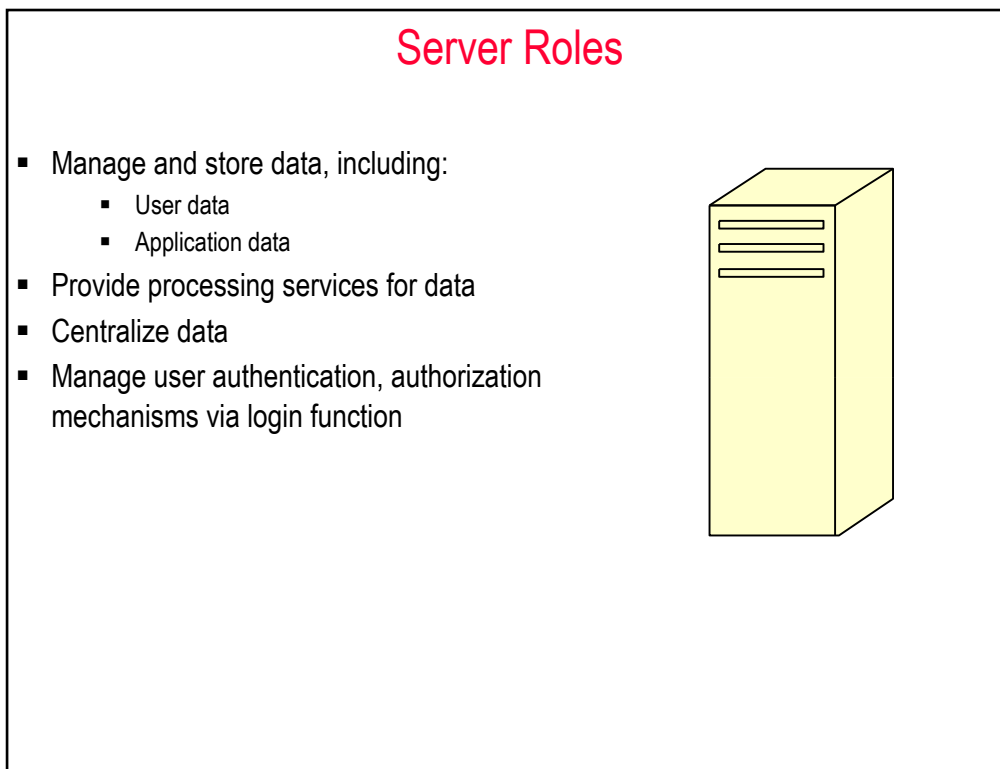 Server Roles
▪ Manage and store data, including:
▪ User data
▪ Application data
▪ Provide processing services for data
▪ Centralize data
▪ Manage user authentication, authorization
mechanisms via login function